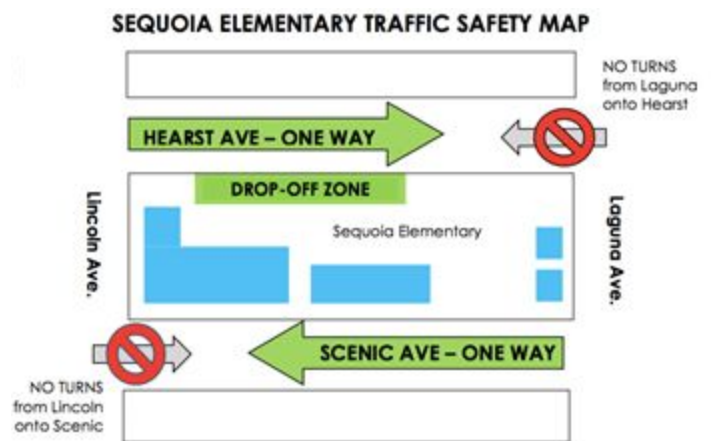 SEQUOIA ELEMENTARY TRAFFIC SAFETY MAP
NO TURNS
from Laguna
onto Hearst
HEARST AVE – ONE WAY
DROP-OFF ZONE
Lincoln Ave.
Sequoia Elementary
Laguna Ave.
SCENIC AVE – ONE WAY
NO TURNS
from Lincoln
onto Scenic